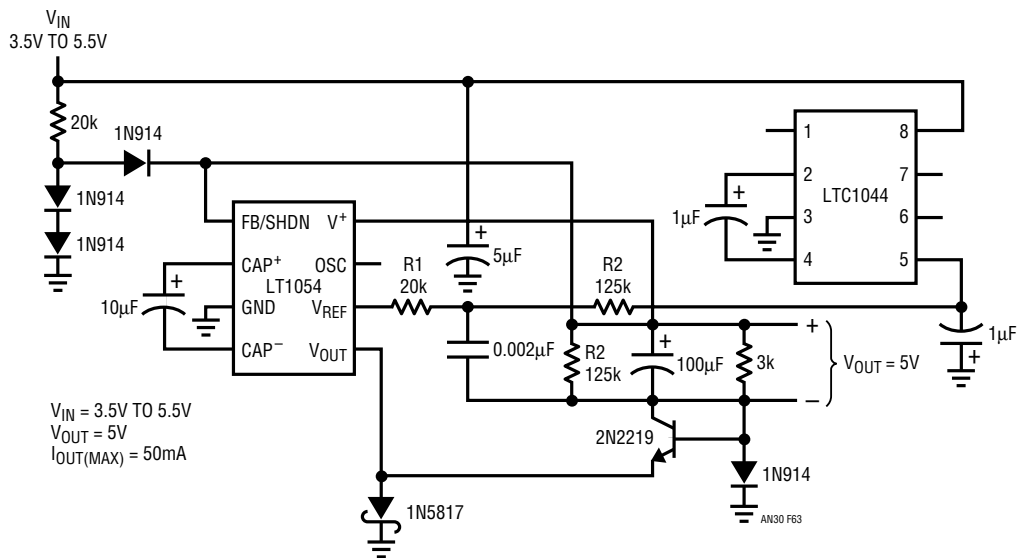 VIN
3.5V TO 5.5V
20k
1N914
1N914
1N914
FB/SHDN
V+
CAP+
OSC
LT1054
GND
VREF
CAP–
VOUT
10µF
+
5µF
+
R1
20k
R2
125k
0.002µF
R2
125k
100µF
+
3k
+
–
VOUT = 5V
1
2
3
4
8
7
6
5
LTC1044
1µF
+
1µF
+
2N2219
1N914
1N5817
VIN = 3.5V TO 5.5V
VOUT = 5V
IOUT(MAX) = 50mA
AN30 F63